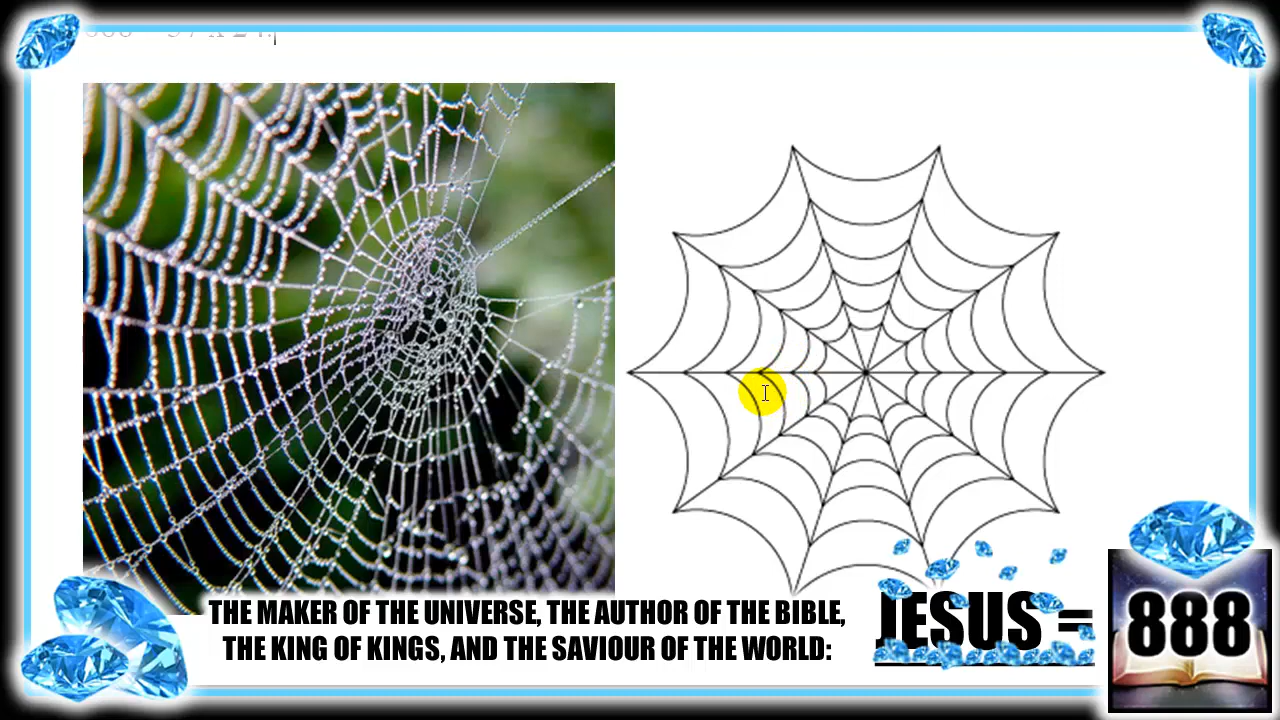 THE MAKER OF THE UNIVERSE, THE AUTHOR OF THE BIBLE,
THE KING OF KINGS, AND THE SAVIOUR OF THE WORLD:
JESUS =
888